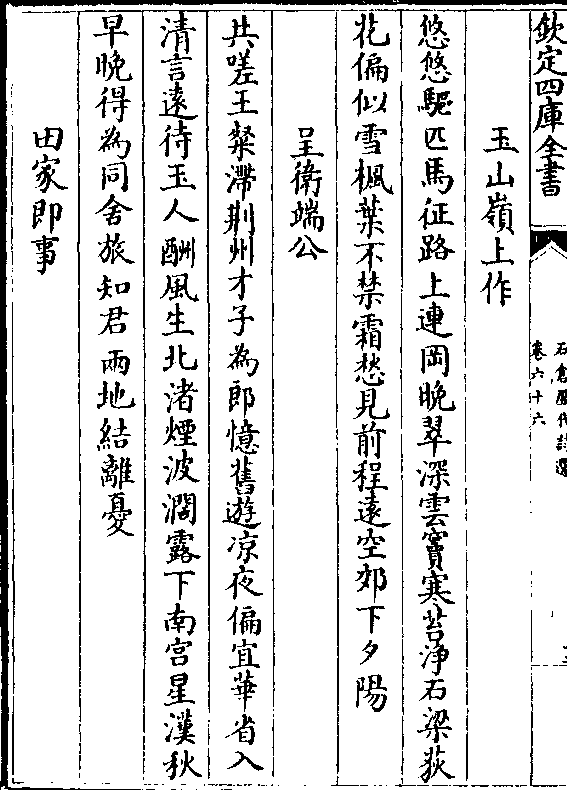 欽定四庫全書
石倉歷代詩選
卷六十六
玉山嶺上作
悠悠驅匹馬征路上連岡晚翠深雲竇寒苔浄石梁荻
花偏似雪楓葉不禁霜愁見前程遠空郊下夕陽
呈衛端公
共嗟王粲滯荆州才子為郎憶舊遊凉夜偏宜華省入
清言遠待玉人酬風生北渚煙波濶露下南宫星漢秋
早晚得為同舍旅知君兩地結離憂
田家即事